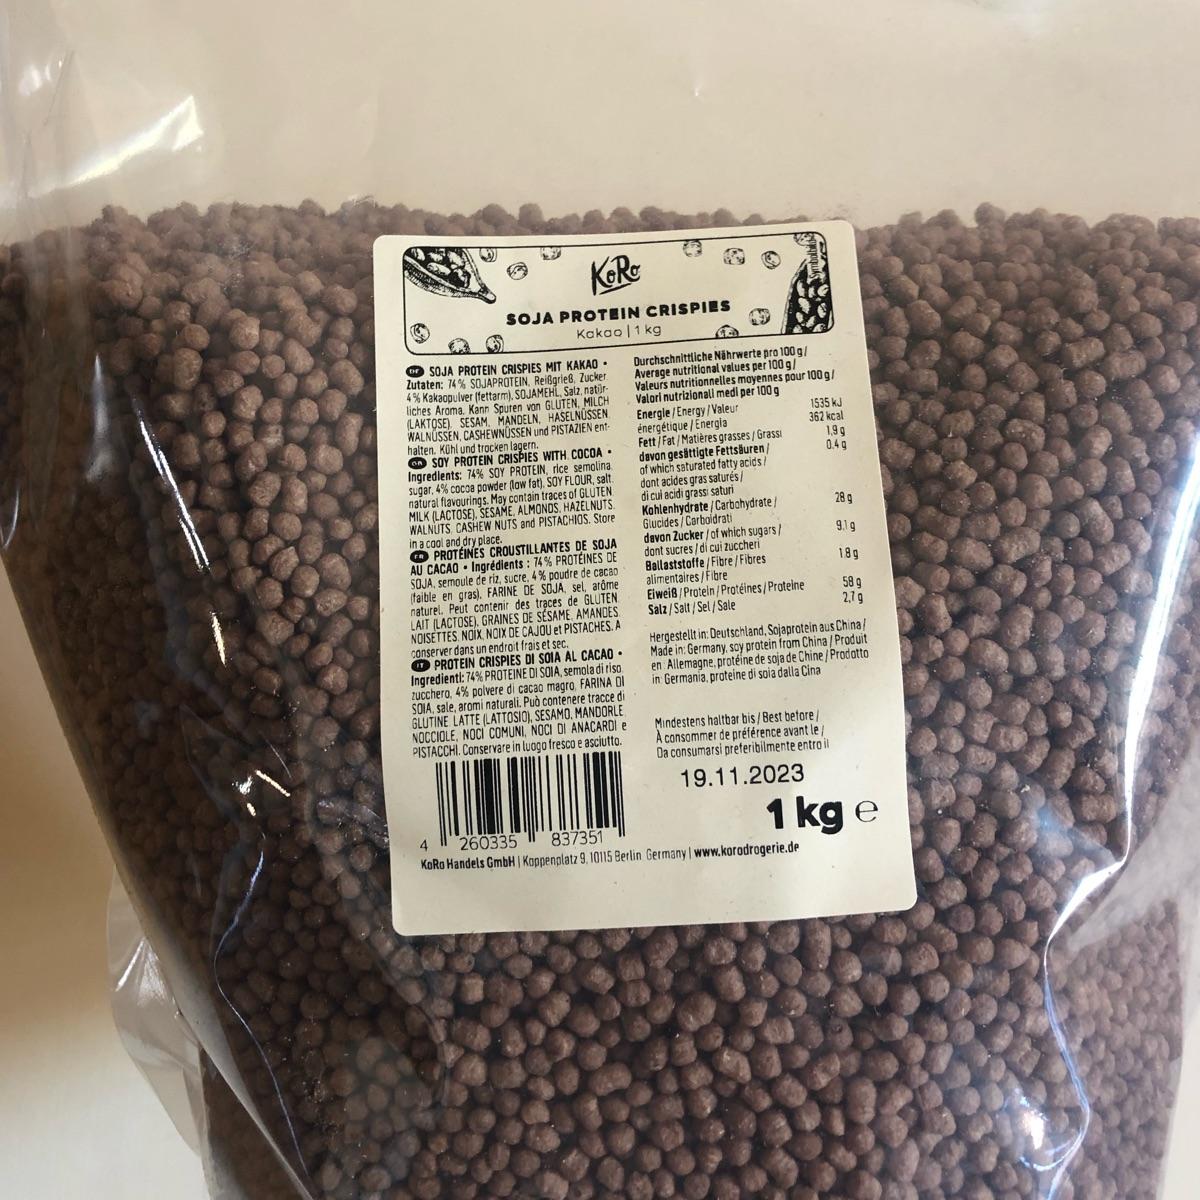 KoRo
Symbolbild
SOJA PROTEIN CRISPIES
Kakao | 1 kg
DE SOJA PROTEIN CRISPIES MIT KAKAO •
Zutaten: 74% SOJAPROTEIN, Reißgrieß, Zucker,
4% Kakaopulver (fettarm), SOJAMEHL, Salz, natür-
liches Aroma. Kann Spuren von GLUTEN, MILCH
(LAKTOSE), SESAM, MANDELN, HASELNÜSSEN,
WALNÜSSEN, CASHEWNÜSSEN und PISTAZIEN ent-
halten. Kühl und trocken lagern.
GB SOY PROTEIN CRISPIES WITH COCOA •
Ingredients: 74% SOY PROTEIN, rice semolina,
sugar, 4% cocoa powder (low fat), SOY FLOUR, salt,
natural flavourings. May contain traces of GLUTEN,
MILK (LACTOSE), SESAME, ALMONDS, HAZELNUTS,
WALNUTS, CASHEW NUTS and PISTACHIOS. Store
in a cool and dry place.
FR PROTÉINES CROUSTILLANTES DE SOJA
AU CACAO • Ingrédients : 74% PROTÉINES DE
SOJA, semoule de riz, sucre, 4% poudre de cacao
(faible en gras), FARINE DE SOJA, sel, arôme
naturel. Peut contenir des traces de GLUTEN,
LAIT (LACTOSE), GRAINES DE SÉSAME, AMANDES,
NOISETTES, NOIX, NOIX DE CAJOU et PISTACHES. A
conserver dans un endroit frais et sec.
IT PROTEIN CRISPIES DI SOIA AL CACAO •
Ingredienti: 74% PROTEINE DI SOIA, semola di riso,
zucchero, 4% polvere di cacao magro, FARINA DI
SOIA, sale, aromi naturali. Può contenere tracce di
GLUTINE, LATTE (LATTOSIO), SESAMO, MANDORLE,
NOCCIOLE, NOCI COMUNI, NOCI DI ANACARDI e
PISTACCHI. Conservare in luogo fresco e asciutto.
Durchschnittliche Nährwerte pro 100 g /
Average nutritional values per 100 g /
Valeurs nutritionnelles moyennes pour 100 g /
Valori nutrizionali medi per 100 g
Energie / Energy / Valeur 1535 kJ
énergétique / Energia 362 kcal
Fett / Fat / Matières grasses / Grassi 1,9 g
davon gesättigte Fettsäuren / 0,4 g
of which saturated fatty acids /
dont acides gras saturés /
di cui acidi grassi saturi
Kohlenhydrate / Carbohydrate / 28 g
Glucides / Carboidrati
davon Zucker / of which sugars / 9,1 g
dont sucres / di cui zuccheri
Ballaststoffe / Fibre / Fibres 18 g
alimentaires / Fibre
Eiweiß / Protein / Protéines / Proteine 58 g
Salz / Salt / Sel / Sale 2,7 g
Hergestellt in: Deutschland, Sojaprotein aus China /
Made in: Germany, soy protein from China / Produit
en: Allemagne, protéine de soja de Chine / Prodotto
in: Germania, proteine di soia dalla Cina
Mindestens haltbar bis / Best before /
À consommer de préférence avant le /
Da consumarsi preferibilmente entro il
19.11.2023
1 kg e
4 260335 837351
KoRo Handels GmbH | Koppenplatz 9, 10115 Berlin, Germany | www.korodrogerie.de